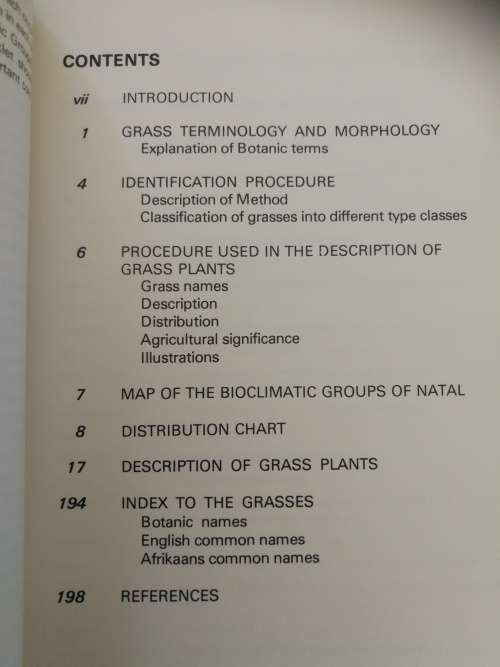 CONTENTS
vii INTRODUCTION
1 GRASS TERMINOLOGY AND MORPHOLOGY
Explanation of Botanic terms
4 IDENTIFICATION PROCEDURE
Description of Method
Classification of grasses into different type classes
6 PROCEDURE USED IN THE DESCRIPTION OF
GRASS PLANTS
Grass names
Description
Distribution
Agricultural significance
Illustrations
7 MAP OF THE BIOCLIMATIC GROUPS OF NATAL
8 DISTRIBUTION CHART
17 DESCRIPTION OF GRASS PLANTS
194 INDEX TO THE GRASSES
Botanic names
English common names
Afrikaans common names
198 REFERENCES